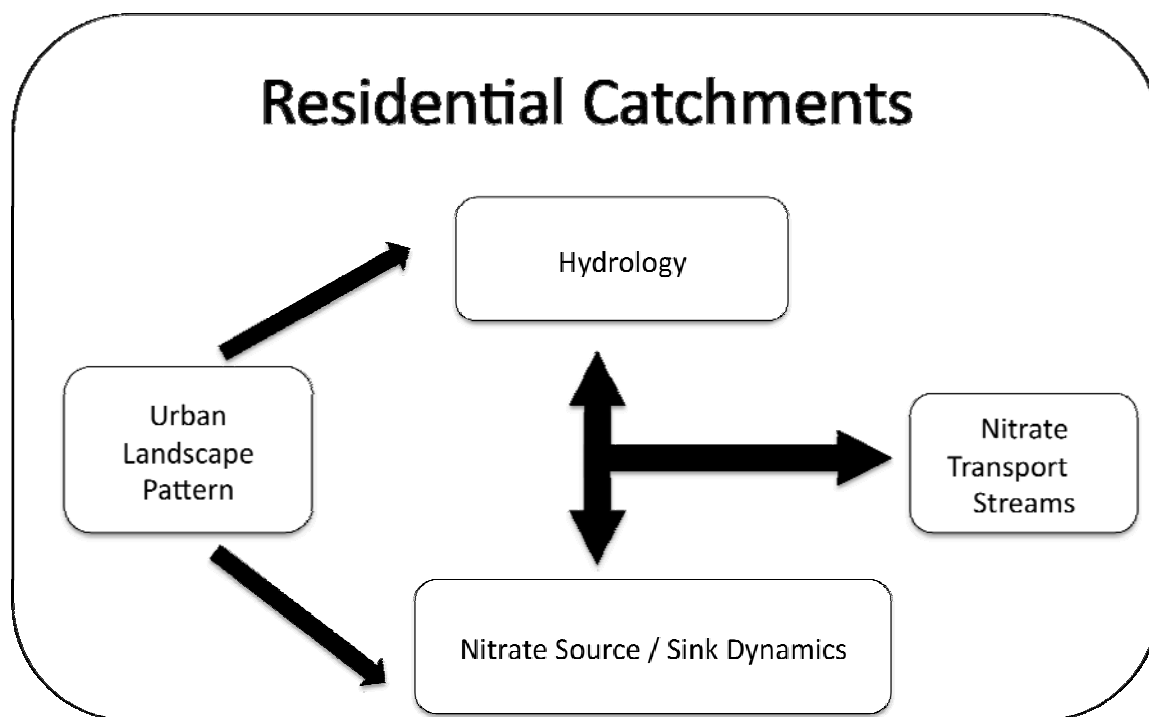 Residential Catchments
Hydrology
Urban
Landscape
Pattern
Nitrate
Transport
Streams
Nitrate Source / Sink Dynamics